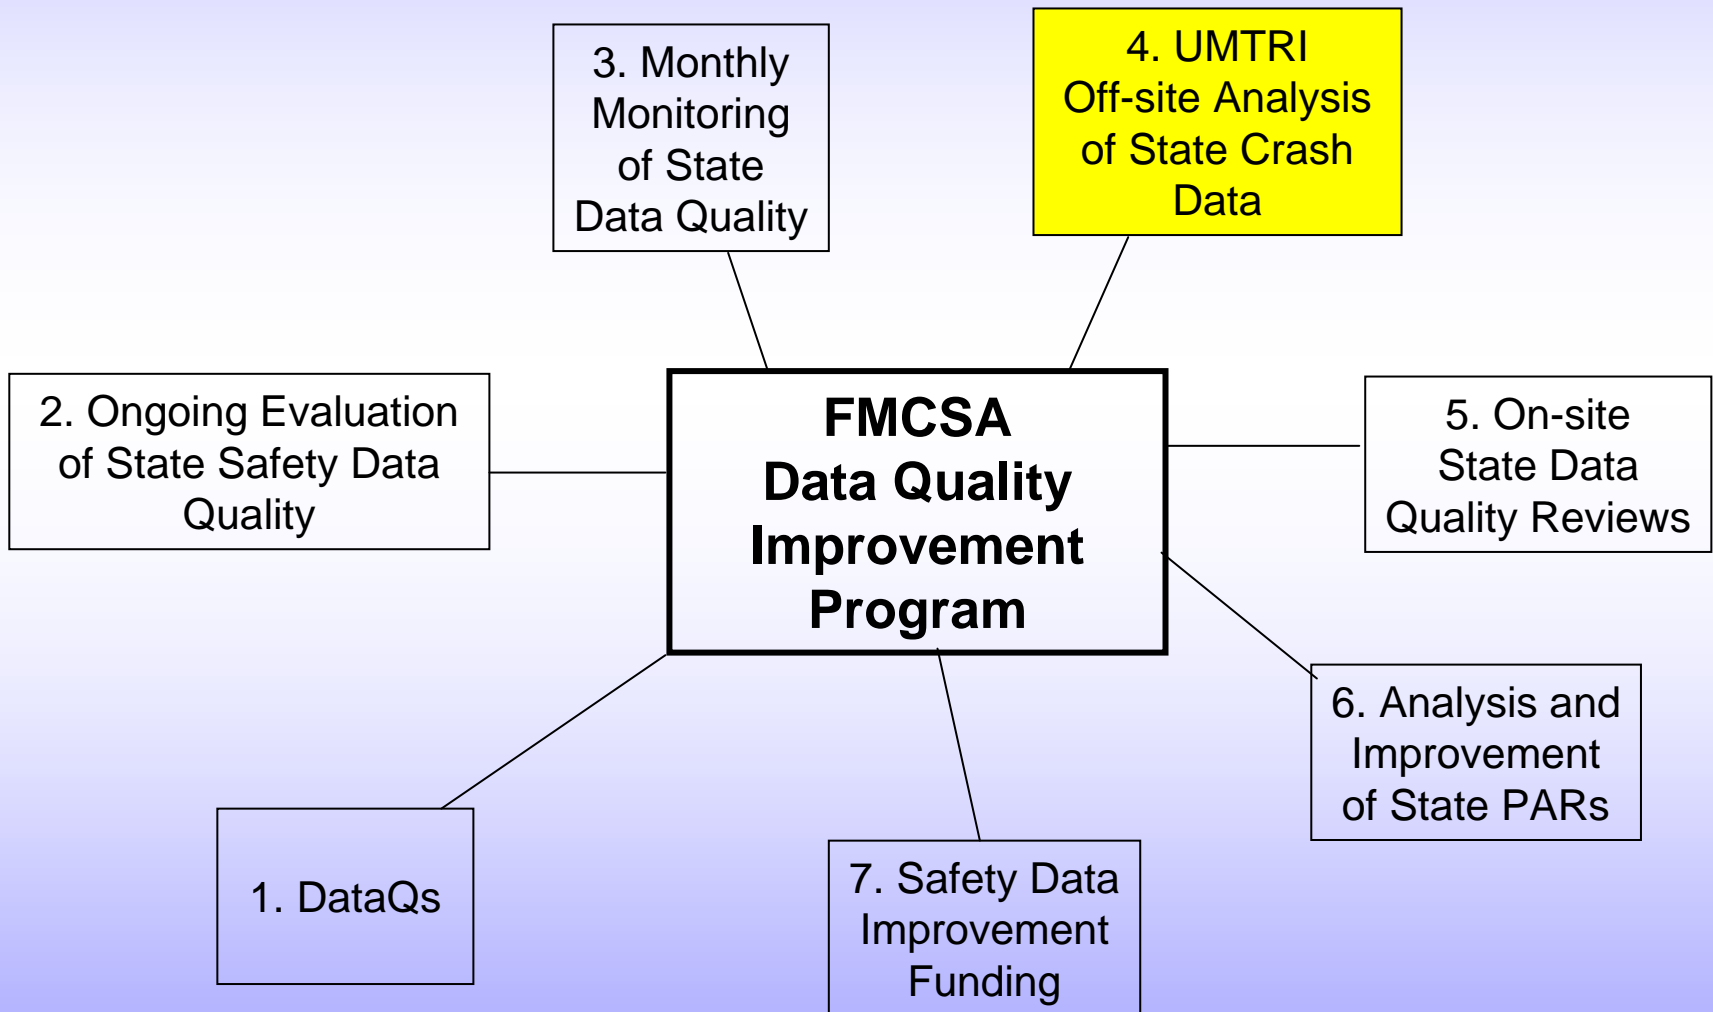 3. Monthly
Monitoring
of State
Data Quality
4. UMTRI
Off-site Analysis
of State Crash
Data
2. Ongoing Evaluation
of State Safety Data
Quality
FMCSA
Data Quality
Improvement
Program
5. On-site
State Data
Quality Reviews
6. Analysis and
Improvement
of State PARs
1. DataQs
7. Safety Data
Improvement
Funding